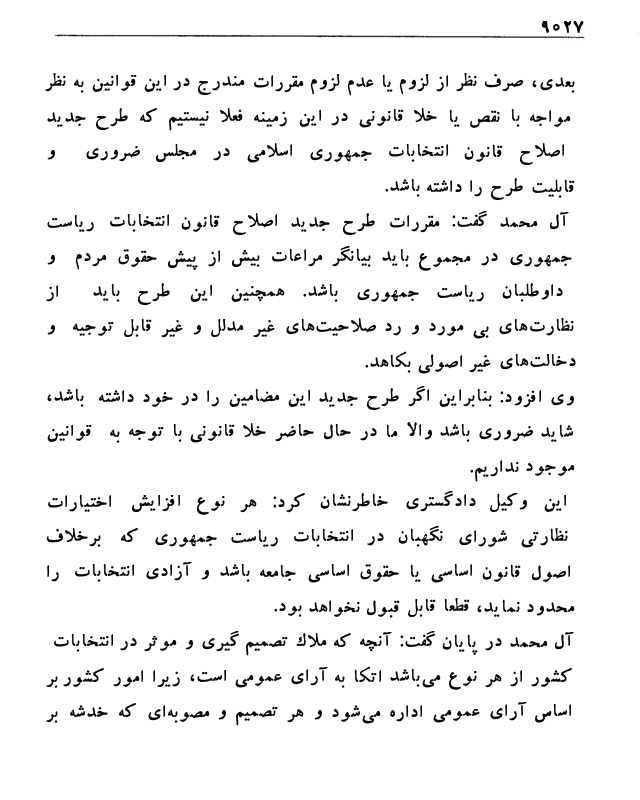 ۹۰۲۷
بعدی، صرف نظر از لزوم یا عدم لزوم مقررات مندرج در این قوانین به نظر
مواجه با نقص یا خلا قانونی در این زمینه فعلا نیستیم که طرح جدید
اصلاح قانون انتخابات جمهوری اسلامی در مجلس ضروری و
قابلیت طرح را داشته باشد.
آل محمد گفت: مقررات طرح جدید اصلاح قانون انتخابات ریاست
جمهوری در مجموع باید بیانگر مراعات بیش از پیش حقوق مردم و
داوطلبان ریاست جمهوری باشد. همچنین این طرح باید از
نظارت‌های بی مورد و رد صلاحیت‌های غیر مدلل و غیر قابل توجیه و
دخالت‌های غیر اصولی بکاهد.
وی افزود: بنابراین اگر طرح جدید این مضامین را در خود داشته باشد،
شاید ضروری باشد والا ما در حال حاضر خلا قانونی با توجه به قوانین
موجود نداریم.
این وکیل دادگستری خاطرنشان کرد: هر نوع افزایش اختیارات
نظارتی شورای نگهبان در انتخابات ریاست جمهوری که برخلاف
اصول قانون اساسی یا حقوق اساسی جامعه باشد و آزادی انتخابات را
محدود نماید، قطعا قابل قبول نخواهد بود.
آل محمد در پایان گفت: آنچه که ملاك تصمیم گیری و موثر در انتخابات
کشور از هر نوع می‌باشد اتکا به آرای عمومی است، زیرا امور کشور بر
اساس آرای عمومی اداره می‌شود و هر تصمیم و مصوبه‌ای که خدشه بر